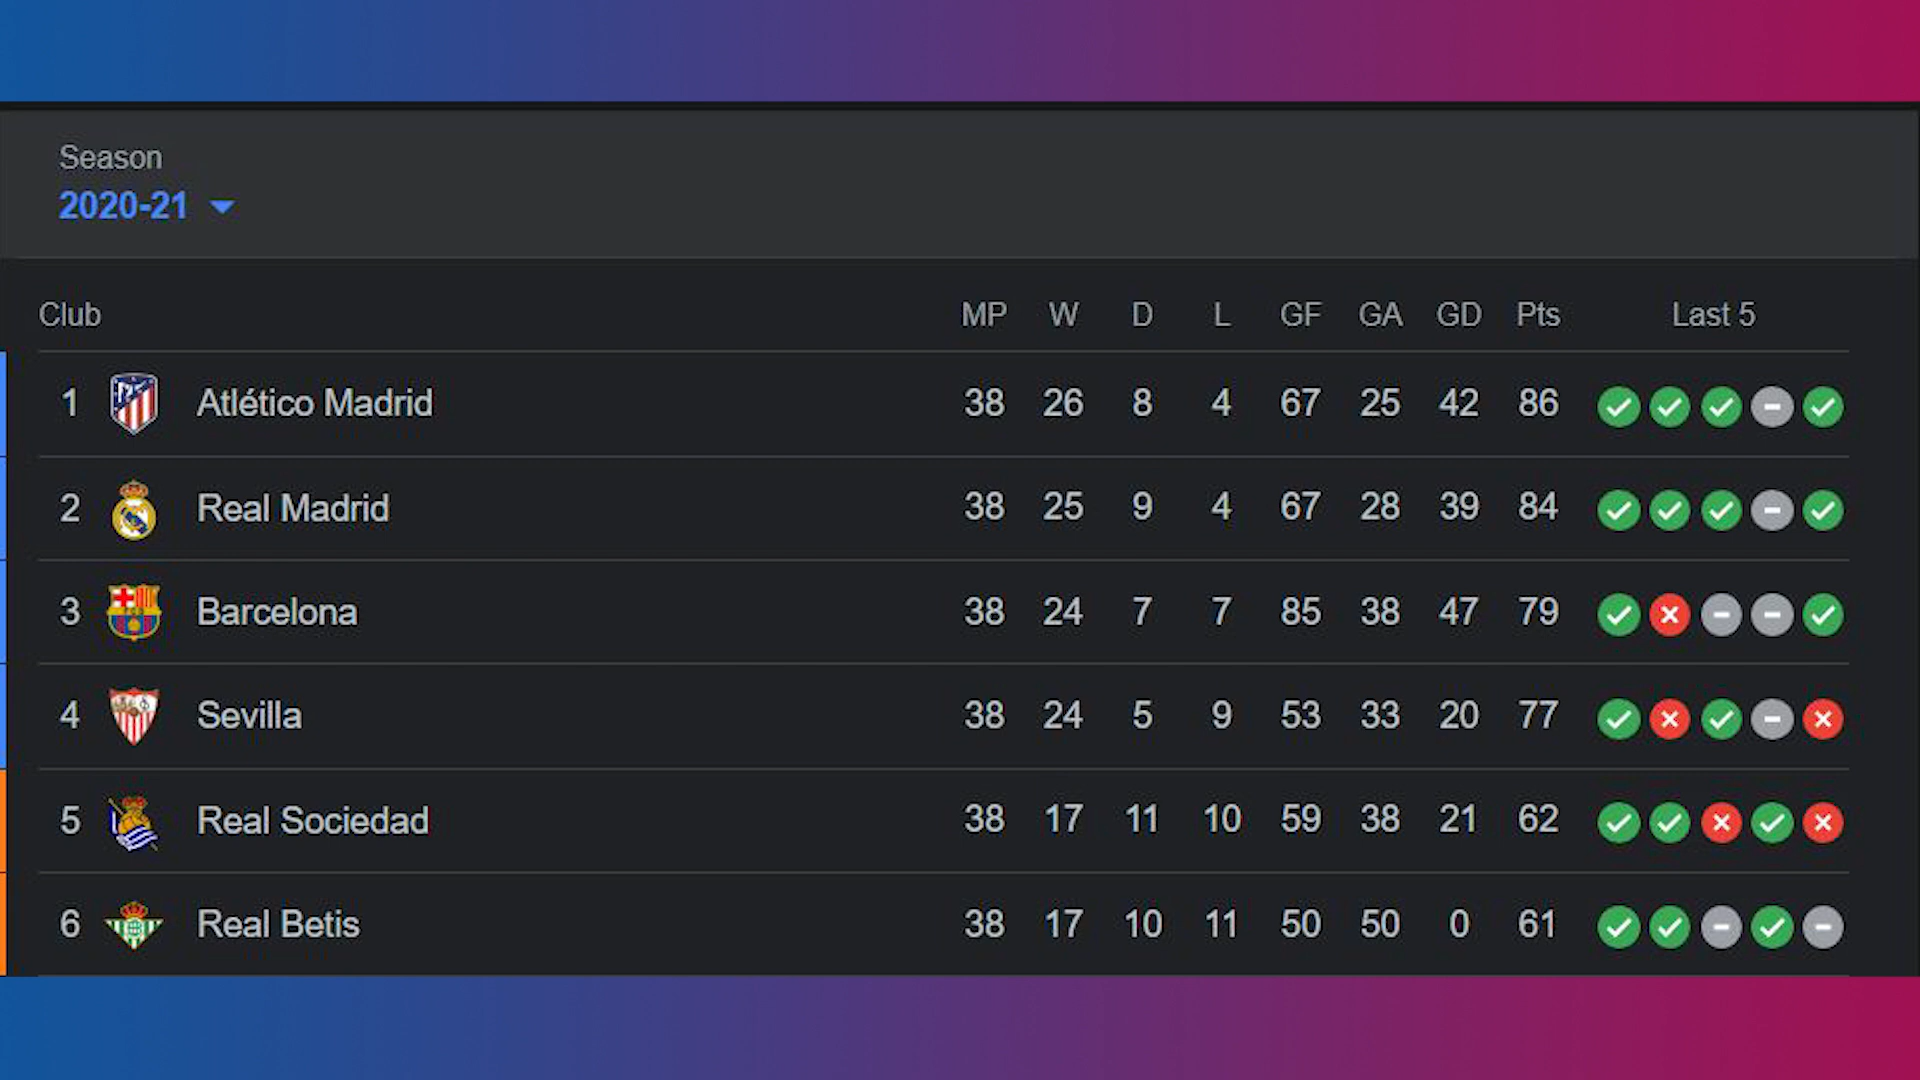 Season
2020-21
Club MP W D L GF GA GD Pts Last 5
1 Atlético Madrid 38 26 8 4 67 25 42 86
2 Real Madrid 38 25 9 4 67 28 39 84
3 Barcelona 38 24 7 7 85 38 47 79
4 Sevilla 38 24 5 9 53 33 20 77
5 Real Sociedad 38 17 11 10 59 38 21 62
6 Real Betis 38 17 10 11 50 50 0 61